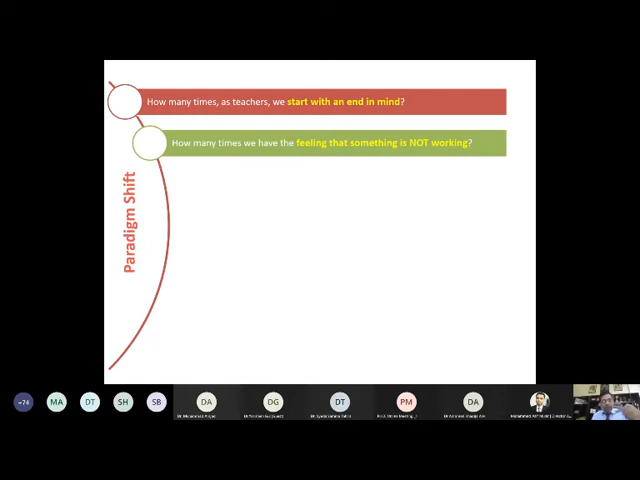 How many times, as teachers, we start with an end in mind?
How many times we have the feeling that something is NOT working?
Paradigm Shift
+74
MA
DT
SH
SB
DA
DG
DT
PM
DA